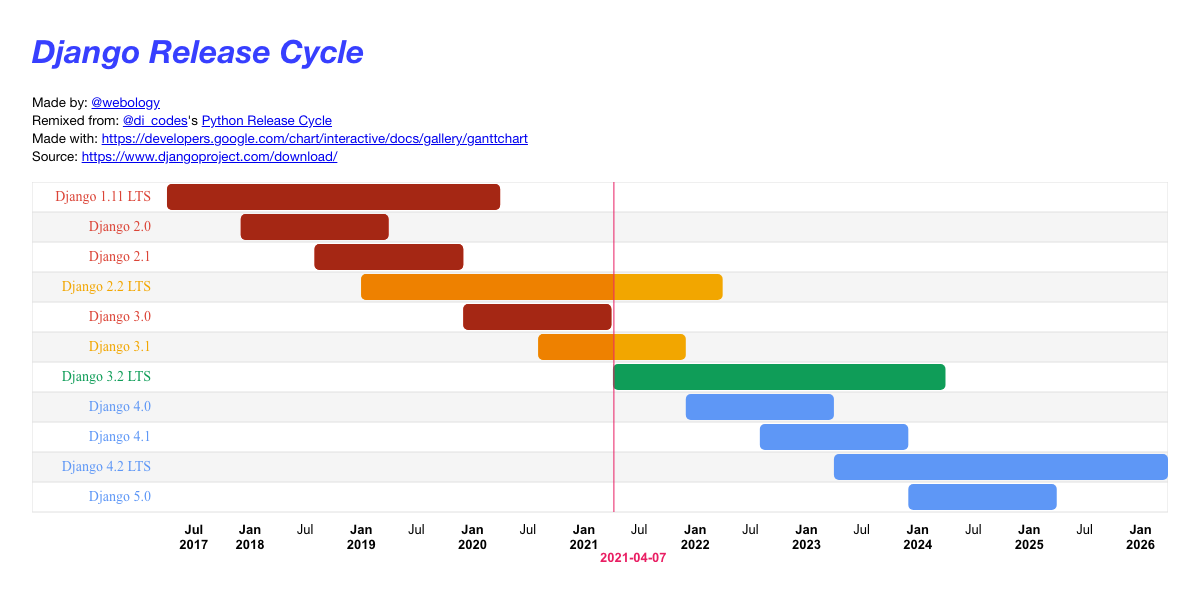 Django Release Cycle
Made by: @webology
Remixed from: @di_codes's Python Release Cycle
Made with: https://developers.google.com/chart/interactive/docs/gallery/ganttchart
Source: https://www.djangoproject.com/download/
Django 1.11 LTS
Django 2.0
Django 2.1
Django 2.2 LTS
Django 3.0
Django 3.1
Django 3.2 LTS
Django 4.0
Django 4.1
Django 4.2 LTS
Django 5.0
Jul Jan Jul Jan Jul Jan Jul Jan Jul Jan Jul Jan Jul Jan Jul Jan Jul Jan
2017 2018 2019 2020 2021 2022 2023 2024 2025 2026
2021-04-07